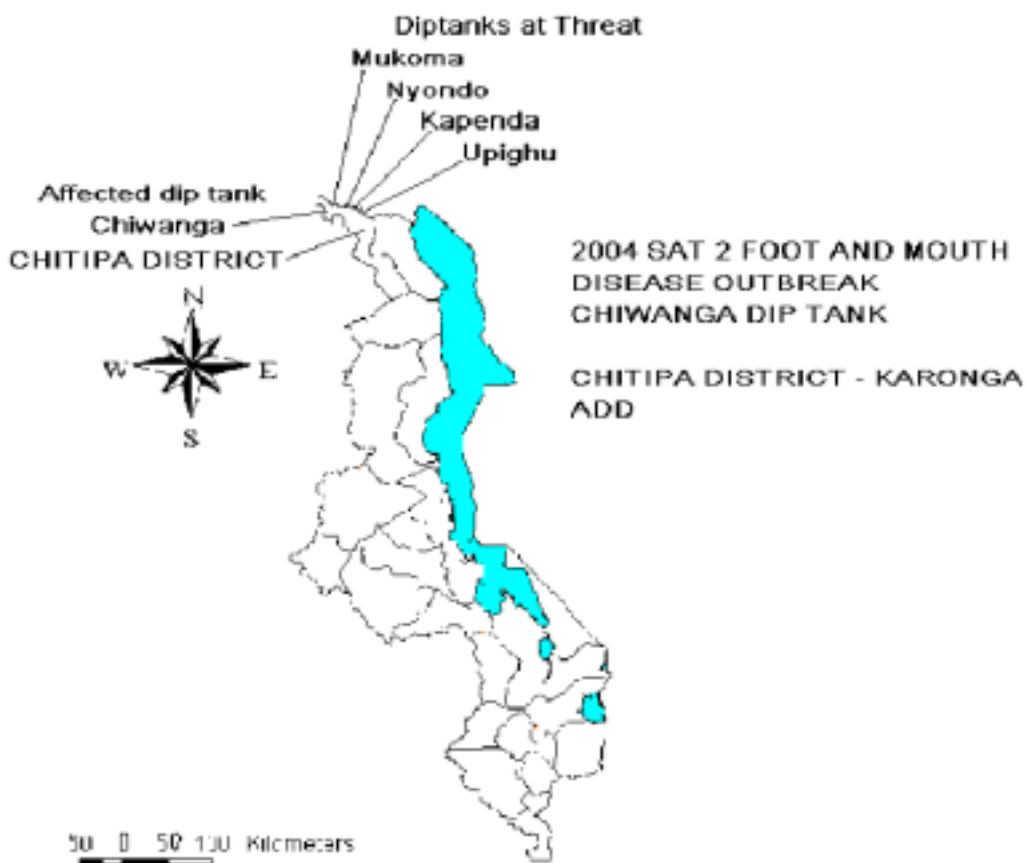 Diptanks at Threat
Mukoma
Nyondo
Kapenda
Upighu
Affected dip tank
Chiwanga
CHITIPA DISTRICT
2004 SAT 2 FOOT AND MOUTH
DISEASE OUTBREAK
CHIWANGA DIP TANK
CHITIPA DISTRICT - KARONGA
ADD
N
W E
S
50 0 50 100 Kilometers